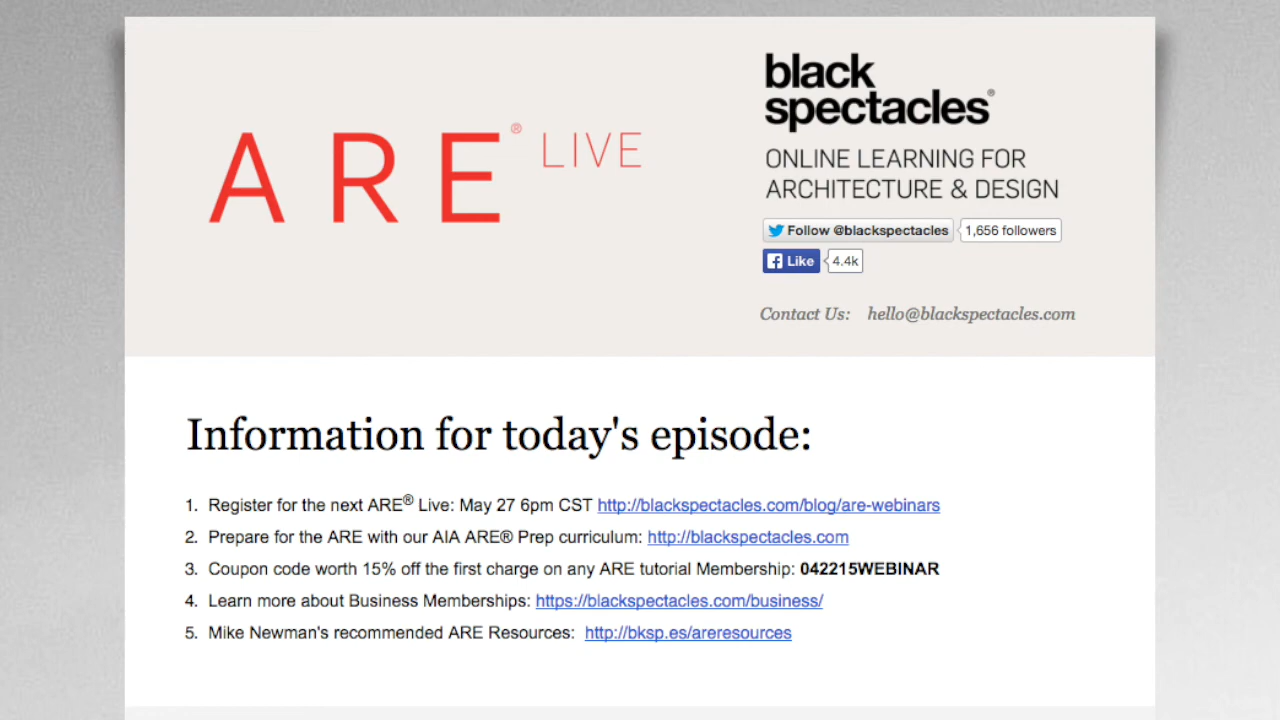 ARE® LIVE
black
spectacles®
ONLINE LEARNING FOR
ARCHITECTURE & DESIGN
Follow @blackspectacles 1,656 followers
Like 4.4k
Contact Us: hello@blackspectacles.com
Information for today's episode:
1. Register for the next ARE® Live: May 27 6pm CST http://blackspectacles.com/blog/are-webinars
2. Prepare for the ARE with our AIA ARE® Prep curriculum: http://blackspectacles.com
3. Coupon code worth 15% off the first charge on any ARE tutorial Membership: 042215WEBINAR
4. Learn more about Business Memberships: https://blackspectacles.com/business/
5. Mike Newman's recommended ARE Resources: http://bksp.es/areresources